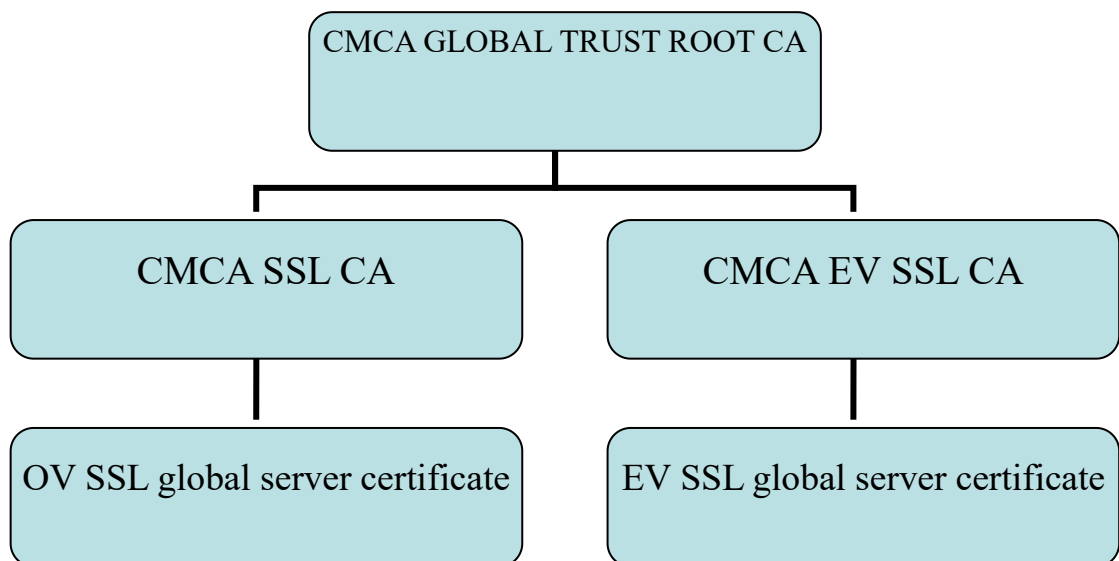 CMCA GLOBAL TRUST ROOT CA
CMCA SSL CA
CMCA EV SSL CA
OV SSL global server certificate
EV SSL global server certificate